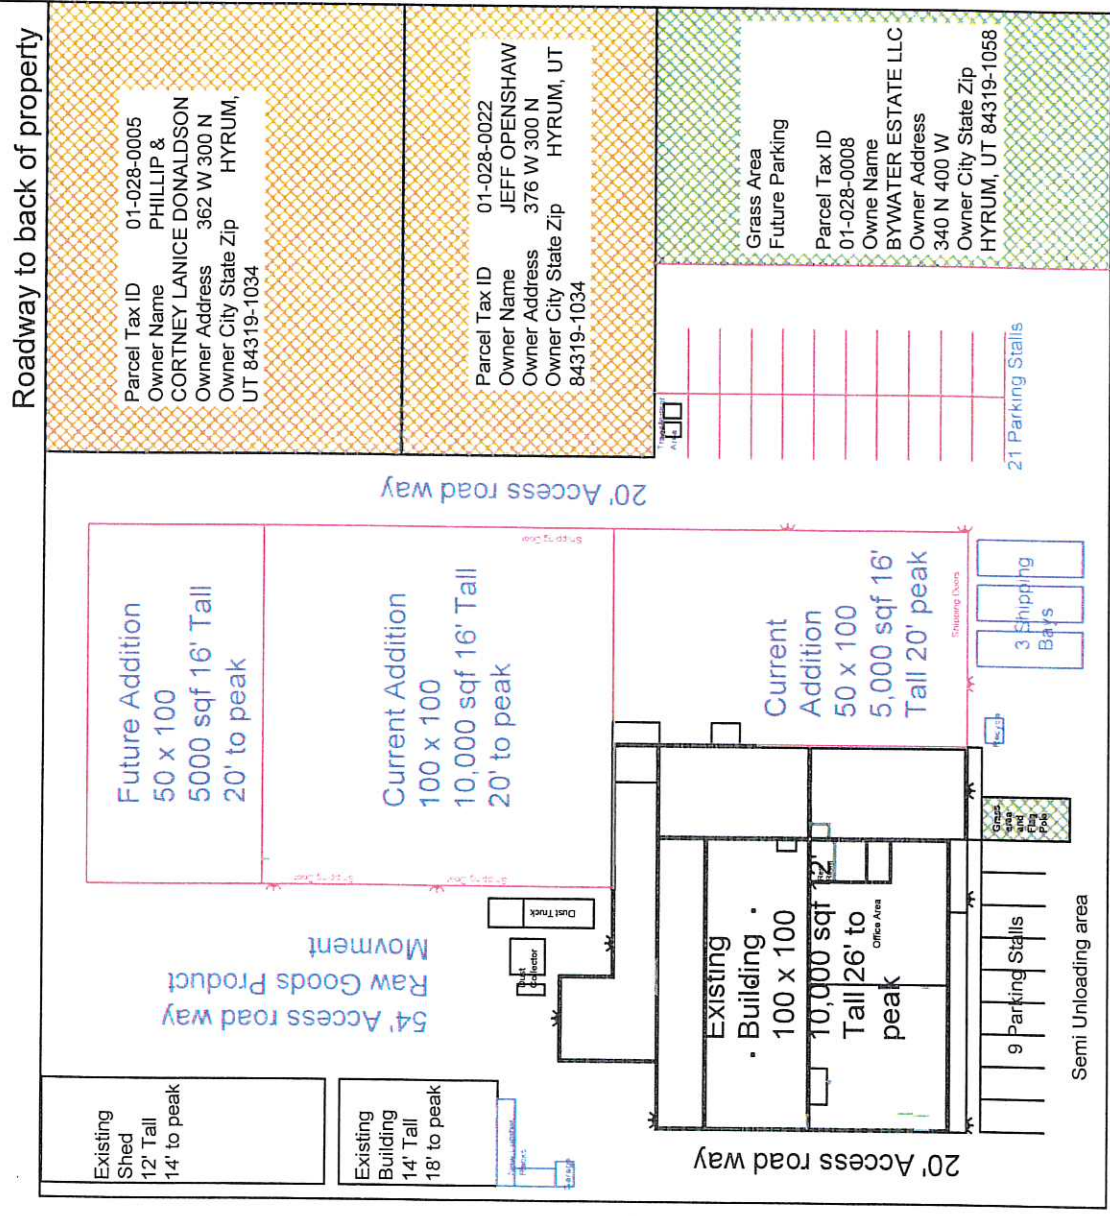 Roadway to back of property
Parcel Tax ID 01-028-0005
Owner Name PHILLIP &
CORTNEY LANICE DONALDSON
Owner Address 362 W 300 N
Owner City State Zip HYRUM,
UT 84319-1034
Parcel Tax ID 01-028-0022
Owner Name JEFF OPENSHAW
Owner Address 376 W 300 N
Owner City State Zip HYRUM, UT
84319-1034
Grass Area
Future Parking
Parcel Tax ID
01-028-0008
Owne Name
BYWATER ESTATE LLC
Owner Address
340 N 400 W
Owner City State Zip
HYRUM, UT 84319-1058
20' Access road way
21 Parking Stalls
Future Addition
50 x 100
5000 sqf 16' Tall
20' to peak
Shipping Door
Current Addition
100 x 100
10,000 sqf 16' Tall
20' to peak
Shipping Door
Shipping Door
Current
Addition
50 x 100
5,000 sqf 16'
Tall 20' peak
Shipping Doors
3 Shipping
Bays
54' Access road way
Raw Goods Product
Movment
Dust Truck
Dust
Collector
Existing
Building
100 x 100
10,000 sqf 12'
Tall 26' to
peak
Office Area
Grass
area
and
Flag
Pole
9 Parking Stalls
Semi Unloading area
Existing
Shed
12' Tall
14' to peak
Existing
Building
14' Tall
18' to peak
20' Access road way